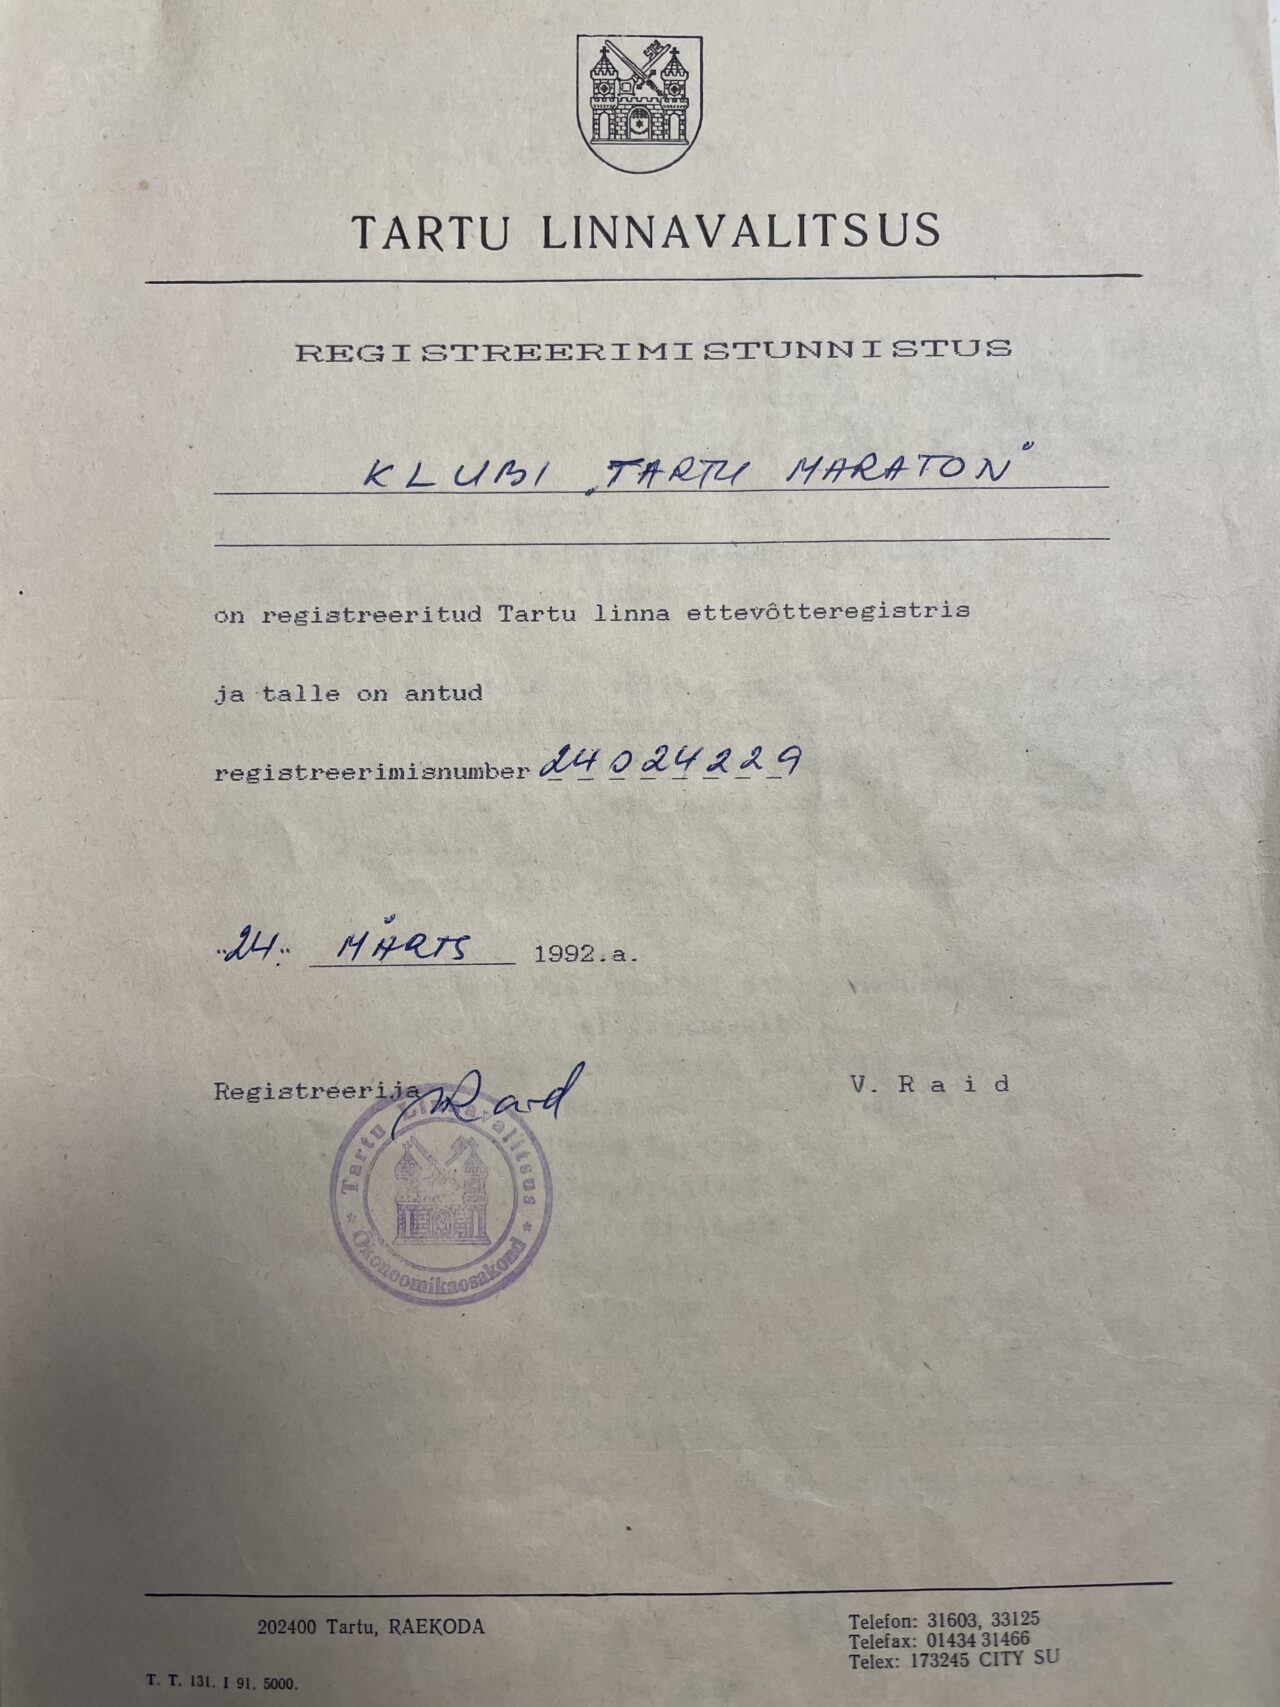 TARTU LINNAVALITSUS
REGISTREERIMISTUNNISTUS
KLUBI „TARTU MARATON"
on registreeritud Tartu linna ettevôtteregistris
ja talle on antud
registreerimisnumber 24024229
"24." MÄRTS 1992.a.
Registreerija V. Raid
Tartu Linnavalitsus
* Ökonoomikaosakond *
202400 Tartu, RAEKODA
Telefon: 31603, 33125
Telefax: 01434 31466
Telex: 173245 CITY SU
T. T. 131. I 91. 5000.